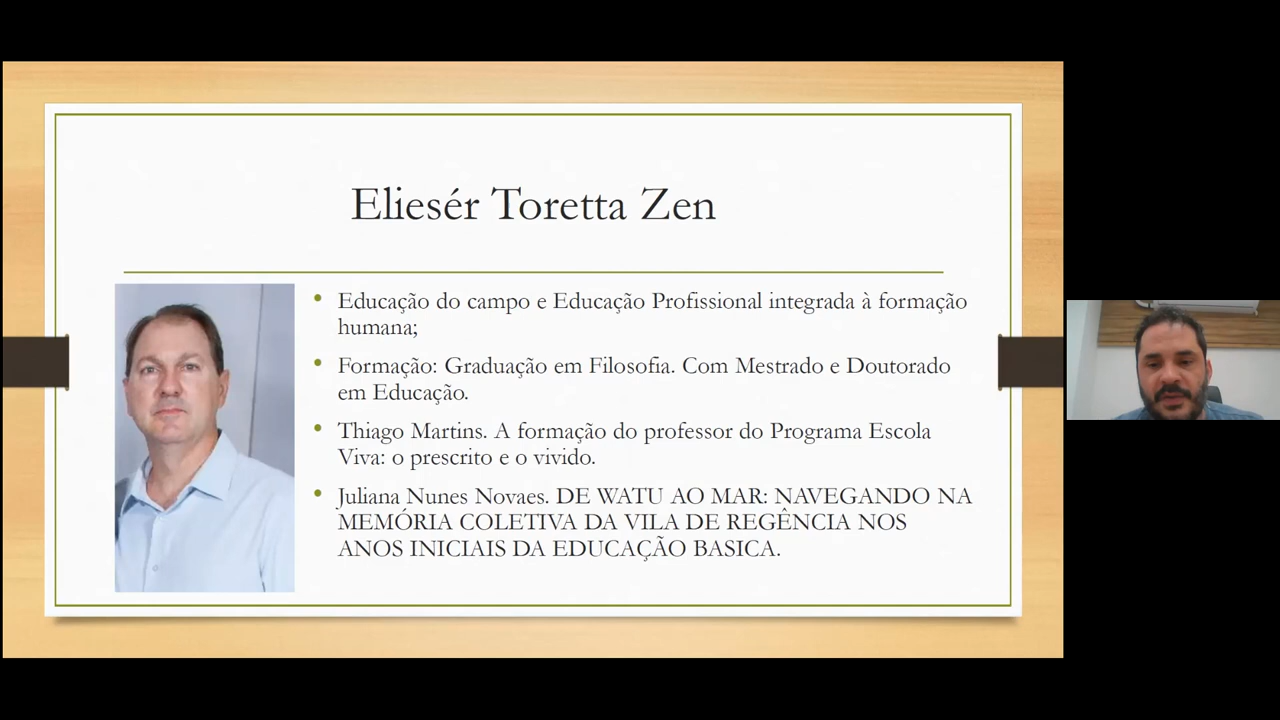 Eliesér Toretta Zen
• Educação do campo e Educação Profissional integrada à formação
humana;
• Formação: Graduação em Filosofia. Com Mestrado e Doutorado
em Educação.
• Thiago Martins. A formação do professor do Programa Escola
Viva: o prescrito e o vivido.
• Juliana Nunes Novaes. DE WATU AO MAR: NAVEGANDO NA
MEMÓRIA COLETIVA DA VILA DE REGÊNCIA NOS
ANOS INICIAIS DA EDUCAÇÃO BASICA.